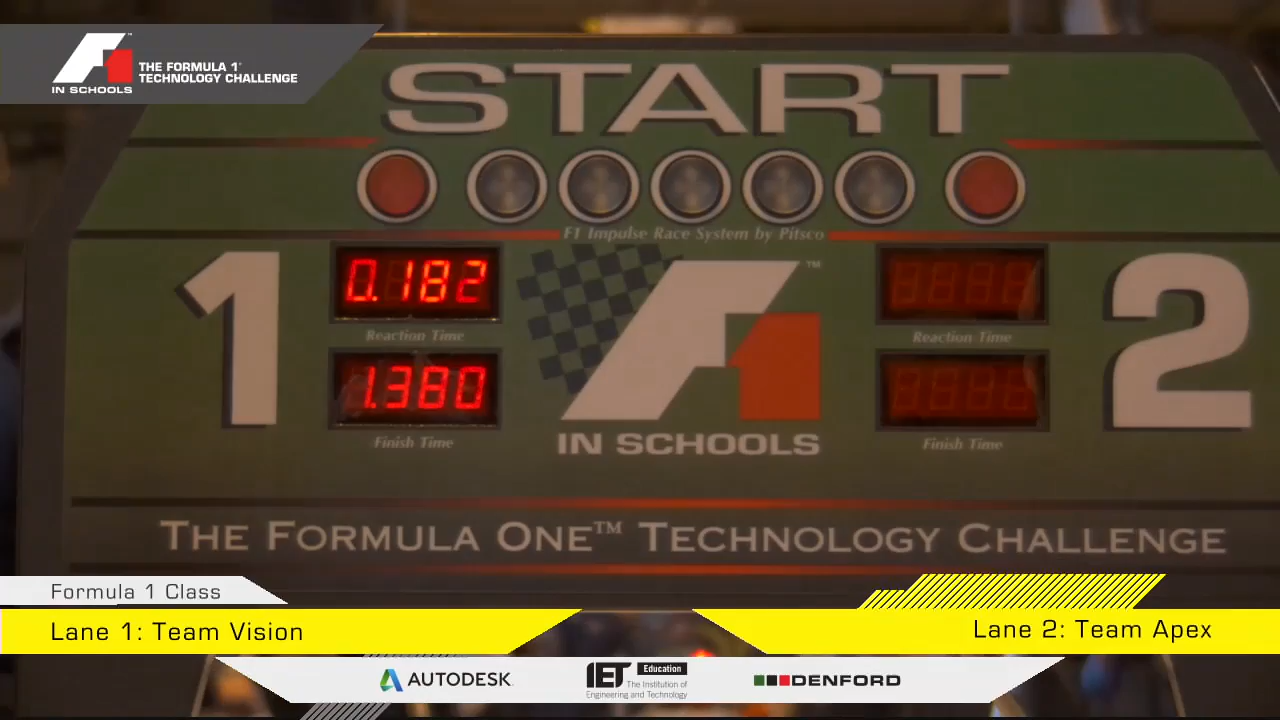 THE FORMULA 1®
TECHNOLOGY CHALLENGE
IN SCHOOLS
START
F1 Impulse Race System by Pitsco
1
0.182
Reaction Time
1.380
Finish Time
F1 ™
IN SCHOOLS
Reaction Time
Finish Time
2
THE FORMULA ONE™ TECHNOLOGY CHALLENGE
Formula 1 Class
Lane 1: Team Vision
Lane 2: Team Apex
AUTODESK
IET Education
The Institution of
Engineering and Technology
DENFORD